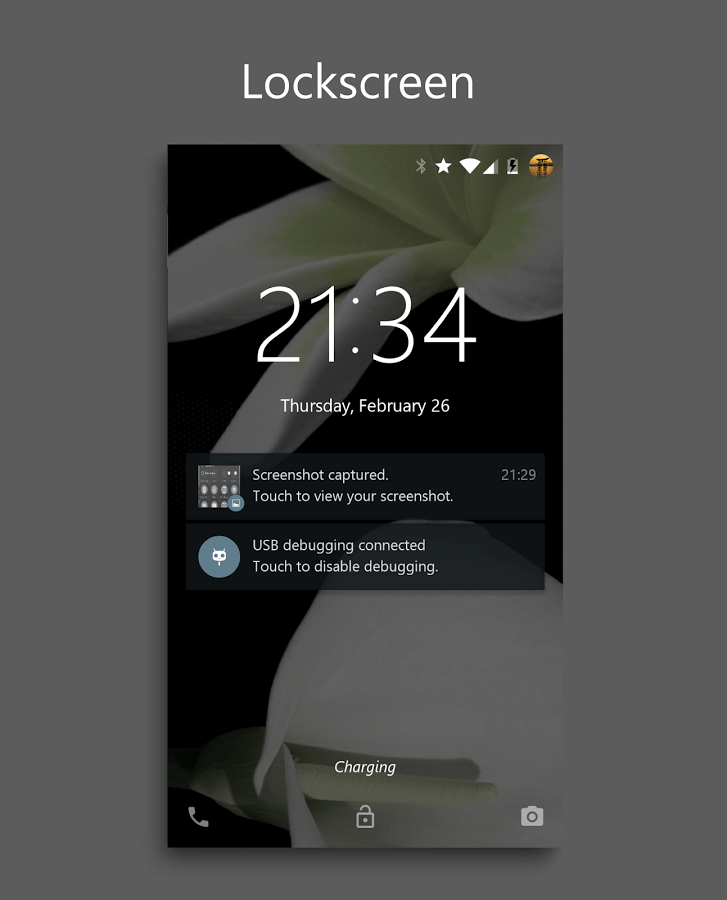 Lockscreen
21:34
Thursday, February 26
Screenshot captured. 21:29
Touch to view your screenshot.
USB debugging connected
Touch to disable debugging.
Charging